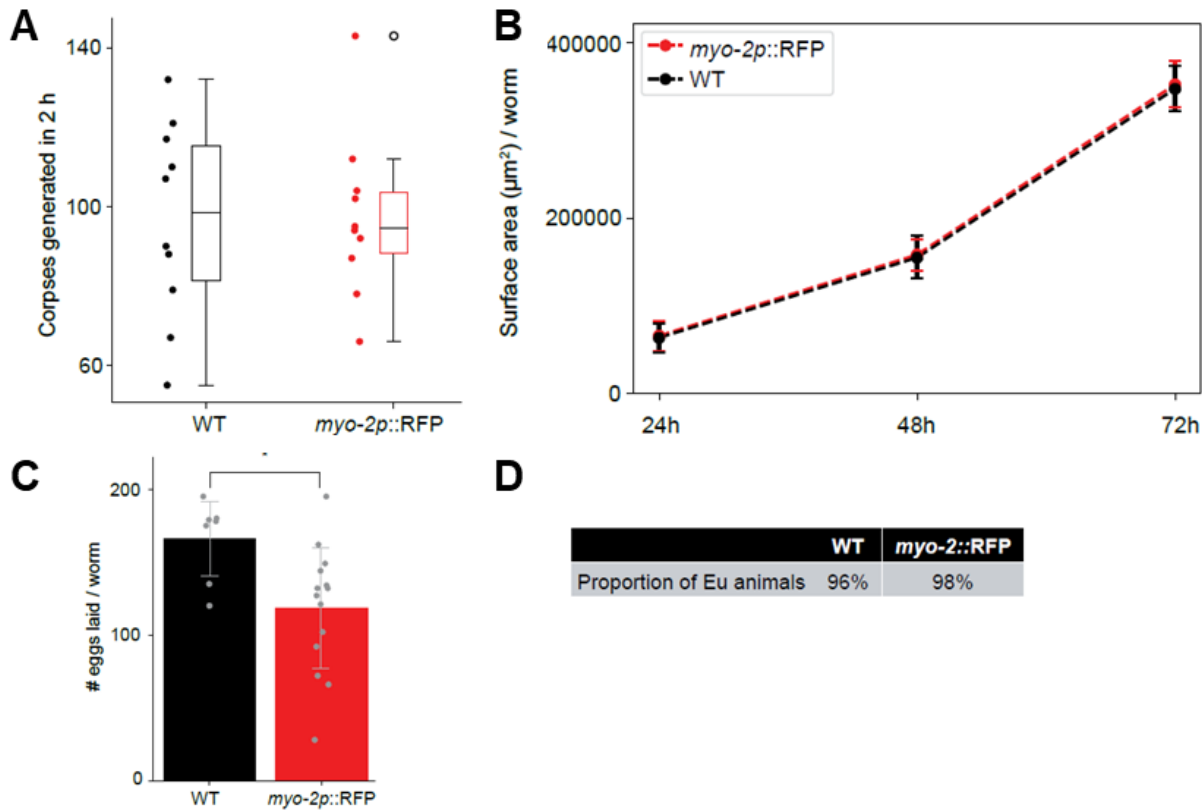 A
Corpses generated in 2 h
140
100
60
WT
myo-2p::RFP
B
Surface area (µm²) / worm
400000
200000
0
myo-2p::RFP
WT
24h
48h
72h
C
# eggs laid / worm
200
100
0
WT
myo-2p::RFP
D
WT myo-2::RFP
Proportion of Eu animals 96% 98%